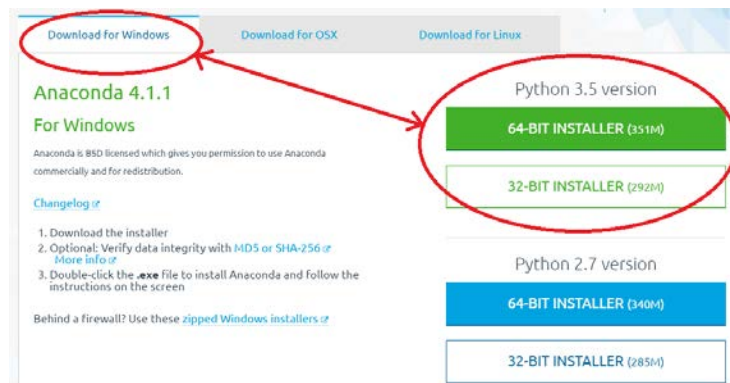 Download for Windows
Download for OSX
Download for Linux
Anaconda 4.1.1
For Windows
Anaconda is BSD licensed which gives you permission to use Anaconda
commercially and for redistribution.
Changelog
1. Download the installer
2. Optional: Verify data integrity with MD5 or SHA-256
More info
3. Double-click the .exe file to install Anaconda and follow the
instructions on the screen
Behind a firewall? Use these zipped Windows installers
Python 3.5 version
64-BIT INSTALLER (351M)
32-BIT INSTALLER (292M)
Python 2.7 version
64-BIT INSTALLER (340M)
32-BIT INSTALLER (285M)